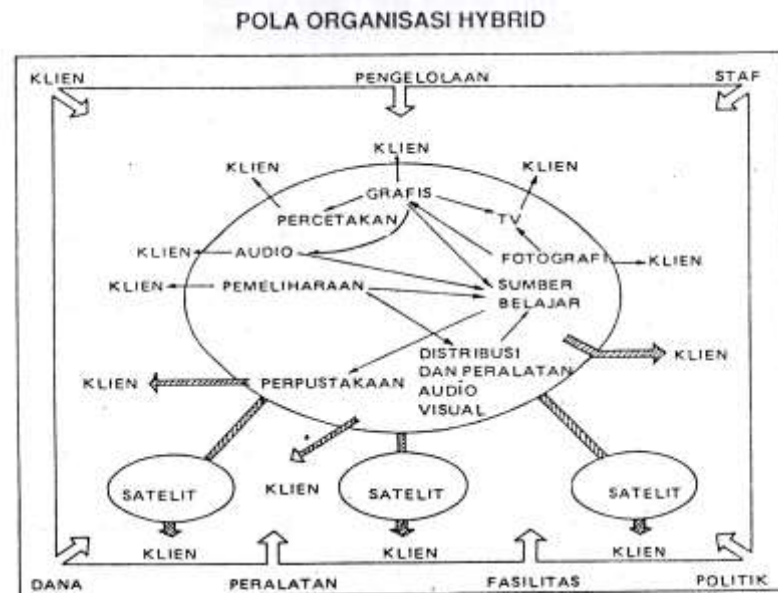 POLA ORGANISASI HYBRID
KLIEN PENGELOLAAN STAF
KLIEN
KLIEN KLIEN
GRAFIS
PERCETAKAN TV
KLIEN AUDIO FOTOGRAFI KLIEN
KLIEN PEMELIHARAAN SUMBER
BELAJAR
DISTRIBUSI KLIEN
DAN PERALATAN
KLIEN PERPUSTAKAAN AUDIO
VISUAL
SATELIT KLIEN SATELIT SATELIT
KLIEN KLIEN KLIEN
DANA PERALATAN FASILITAS POLITIK